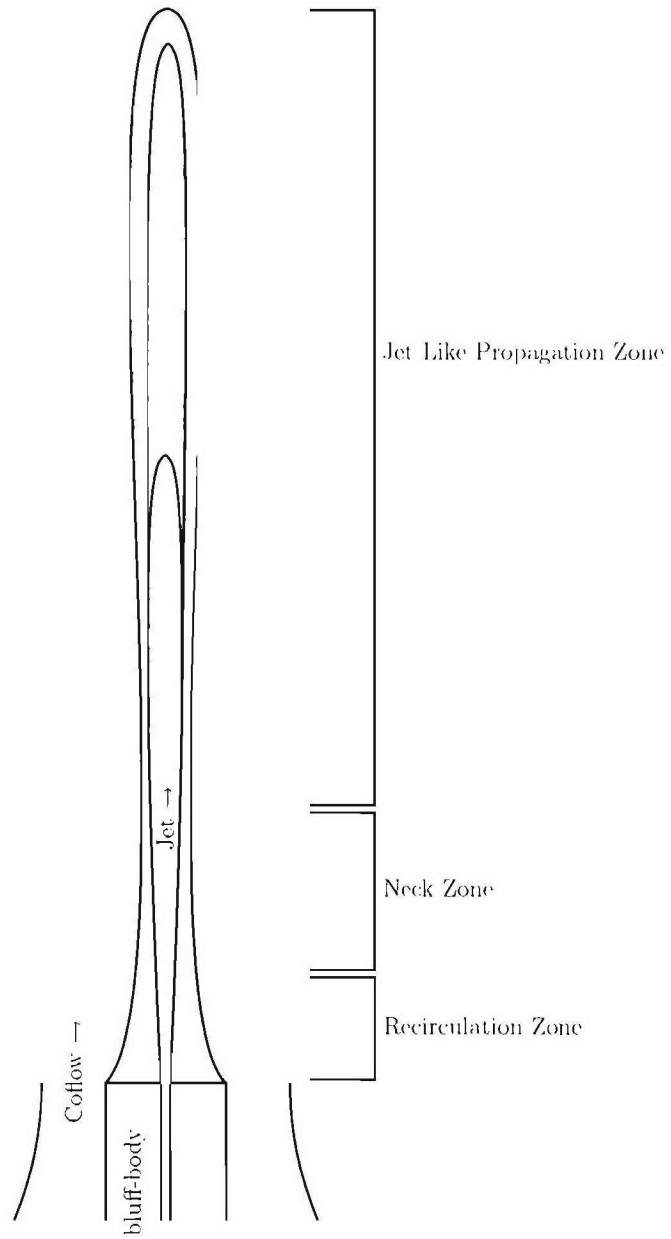 Jet Like Propagation Zone
Jet →
Neck Zone
Recirculation Zone
Coflow →
bluff-body